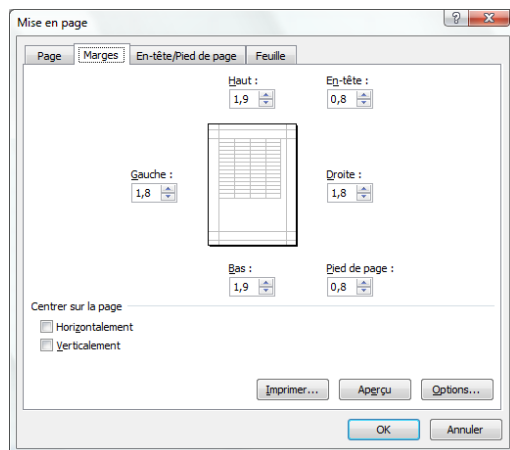 Mise en page
Page Marges En-tête/Pied de page Feuille
Haut : En-tête :
1,9 0,8
Gauche : Droite :
1,8 1,8
Bas : Pied de page :
1,9 0,8
Centrer sur la page
Horizontalement
Verticalement
Imprimer... Aperçu Options...
OK Annuler